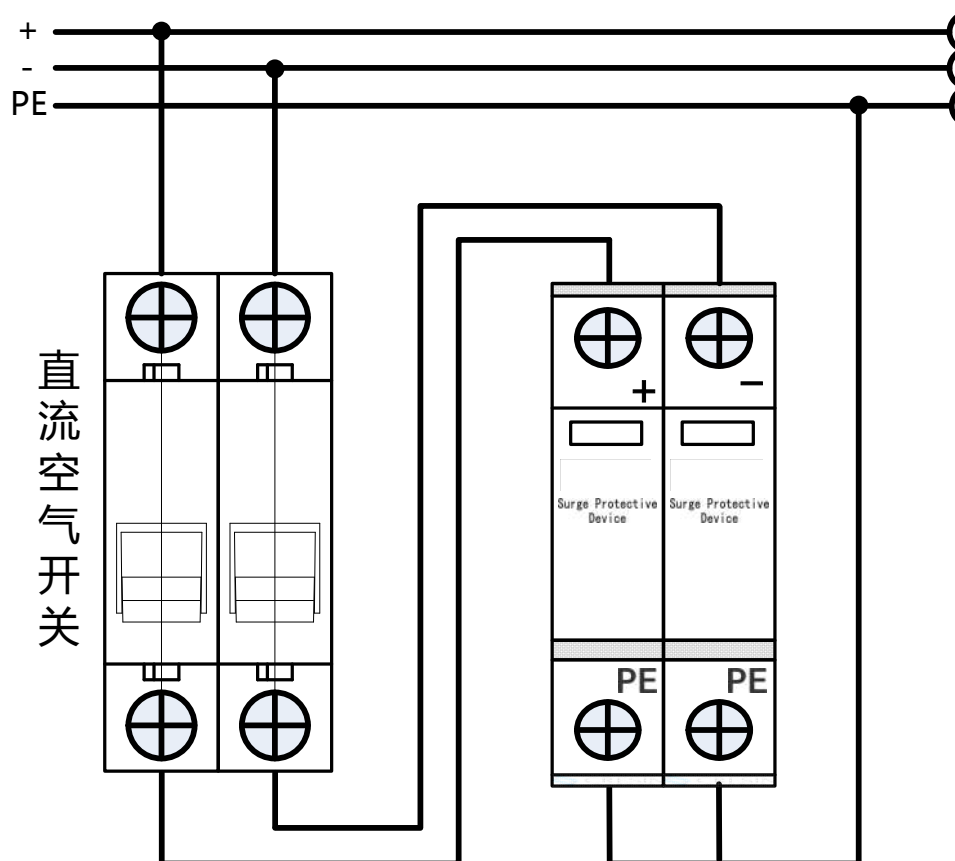 +
-
PE
直流空气开关
+
−
Surge Protective
Device
Surge Protective
Device
PE
PE